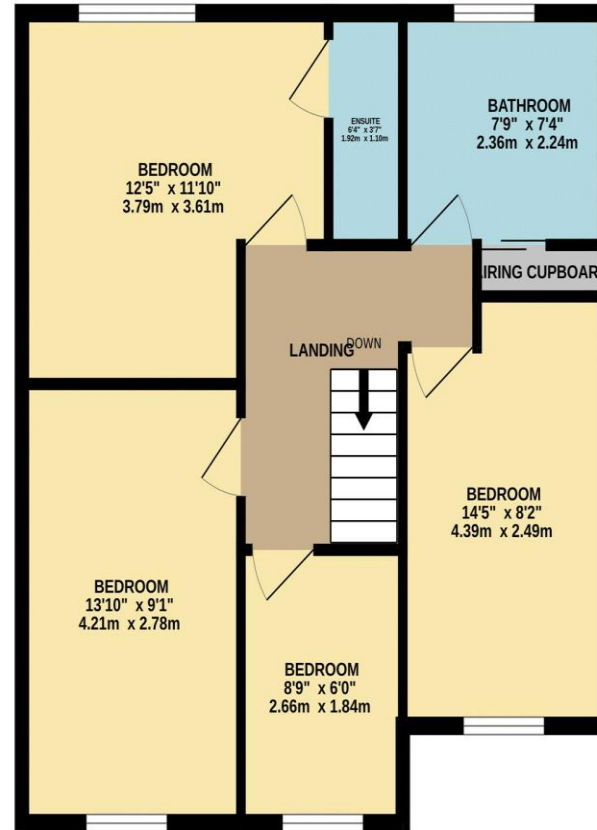 BEDROOM
12'5" x 11'10"
3.79m x 3.61m
ENSUITE
6'4" x 3'7"
1.92m x 1.10m
BATHROOM
7'9" x 7'4"
2.36m x 2.24m
IRING CUPBOAR
DOWN
LANDING
BEDROOM
14'5" x 8'2"
4.39m x 2.49m
BEDROOM
13'10" x 9'1"
4.21m x 2.78m
BEDROOM
8'9" x 6'0"
2.66m x 1.84m